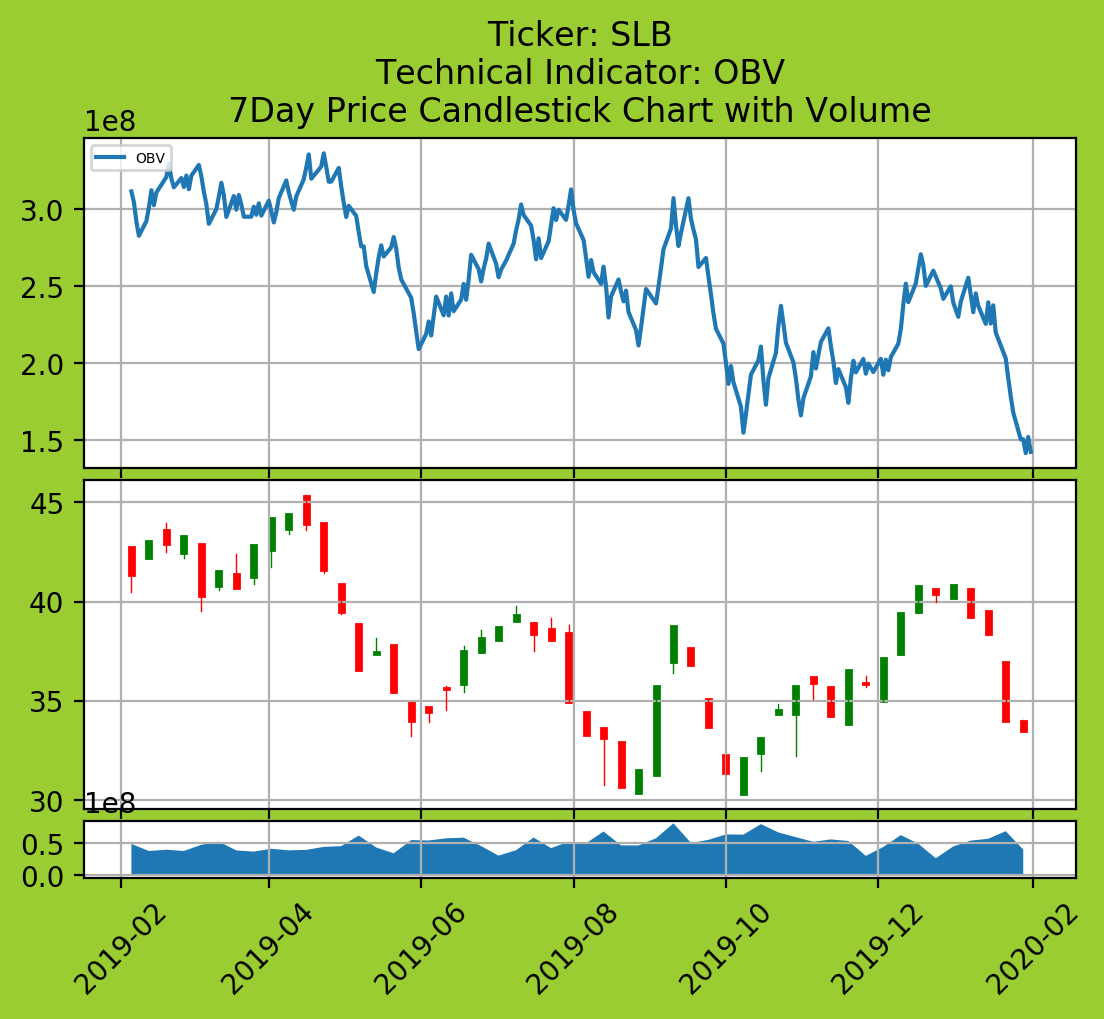 Ticker: SLB
Technical Indicator: OBV
7Day Price Candlestick Chart with Volume
1e8
OBV
3.0
2.5
2.0
1.5
45
40
35
30
1e8
0.5
0.0
2019-02
2019-04
2019-06
2019-08
2019-10
2019-12
2020-02